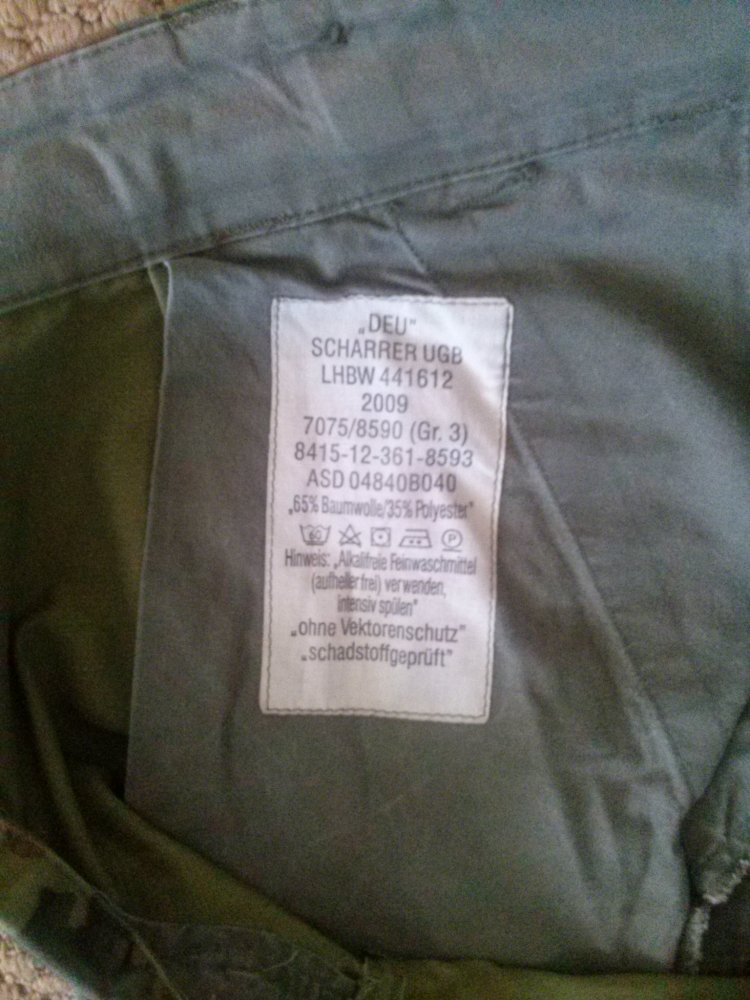 „DEU"
SCHARRER UGB
LHBW 441612
2009
7075/8590 (Gr. 3)
8415-12-361-8593
ASD 04840B040
„65% Baumwolle/35% Polyester"
60 P
Hinweis: „Alkalifreie Feinwaschmittel
(aufhellerfrei) verwenden,
intensiv spülen"
„ohne Vektorenschutz"
„schadstoffgeprüft"